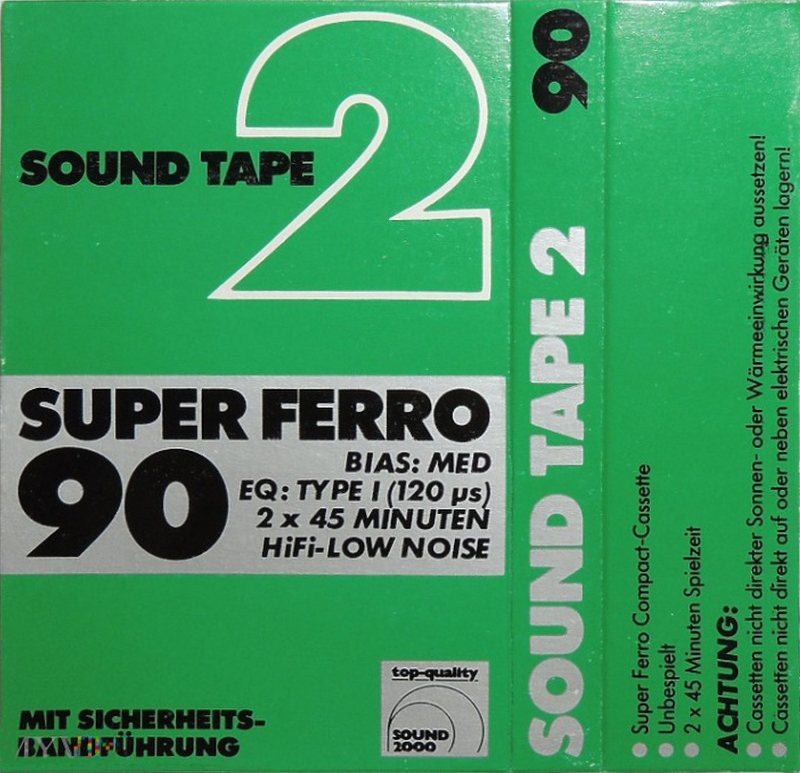 2
SOUND TAPE
SUPER FERRO
90
BIAS: MED
EQ: TYPE I (120 µs)
2 x 45 MINUTEN
HiFi-LOW NOISE
top-quality
SOUND
2000
MIT SICHERHEITS-
BANDFÜHRUNG
SOUND TAPE 2 90
● Super Ferro Compact-Cassette
● Unbespielt
● 2 x 45 Minuten Spielzeit
ACHTUNG:
● Cassetten nicht direkter Sonnen- oder Wärmeeinwirkung aussetzen!
● Cassetten nicht direkt auf oder neben elektrischen Geräten lagern!